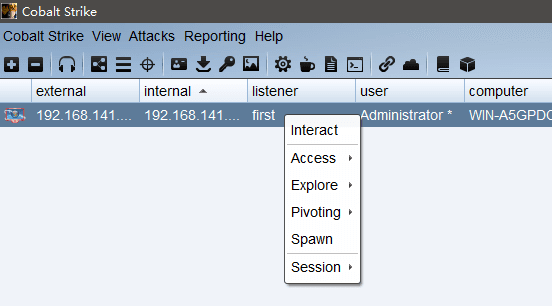 Cobalt Strike
Cobalt Strike View Attacks Reporting Help
external internal listener user computer
192.168.141.... 192.168.141.... first Administrator * WIN-A5GPDC
Interact
Access
Explore
Pivoting
Spawn
Session